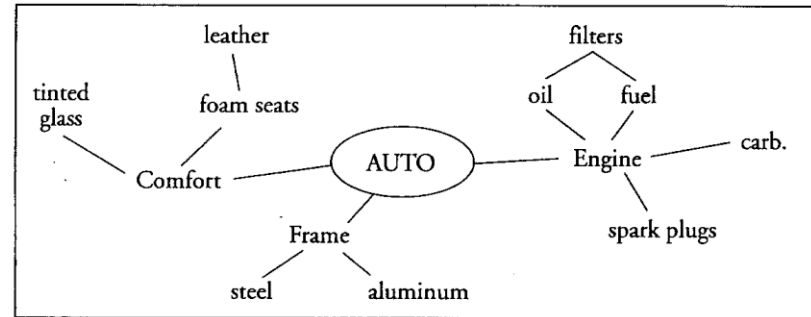 leather
filters
tinted
glass
foam seats
oil
fuel
carb.
Comfort
AUTO
Engine
Frame
spark plugs
steel
aluminum